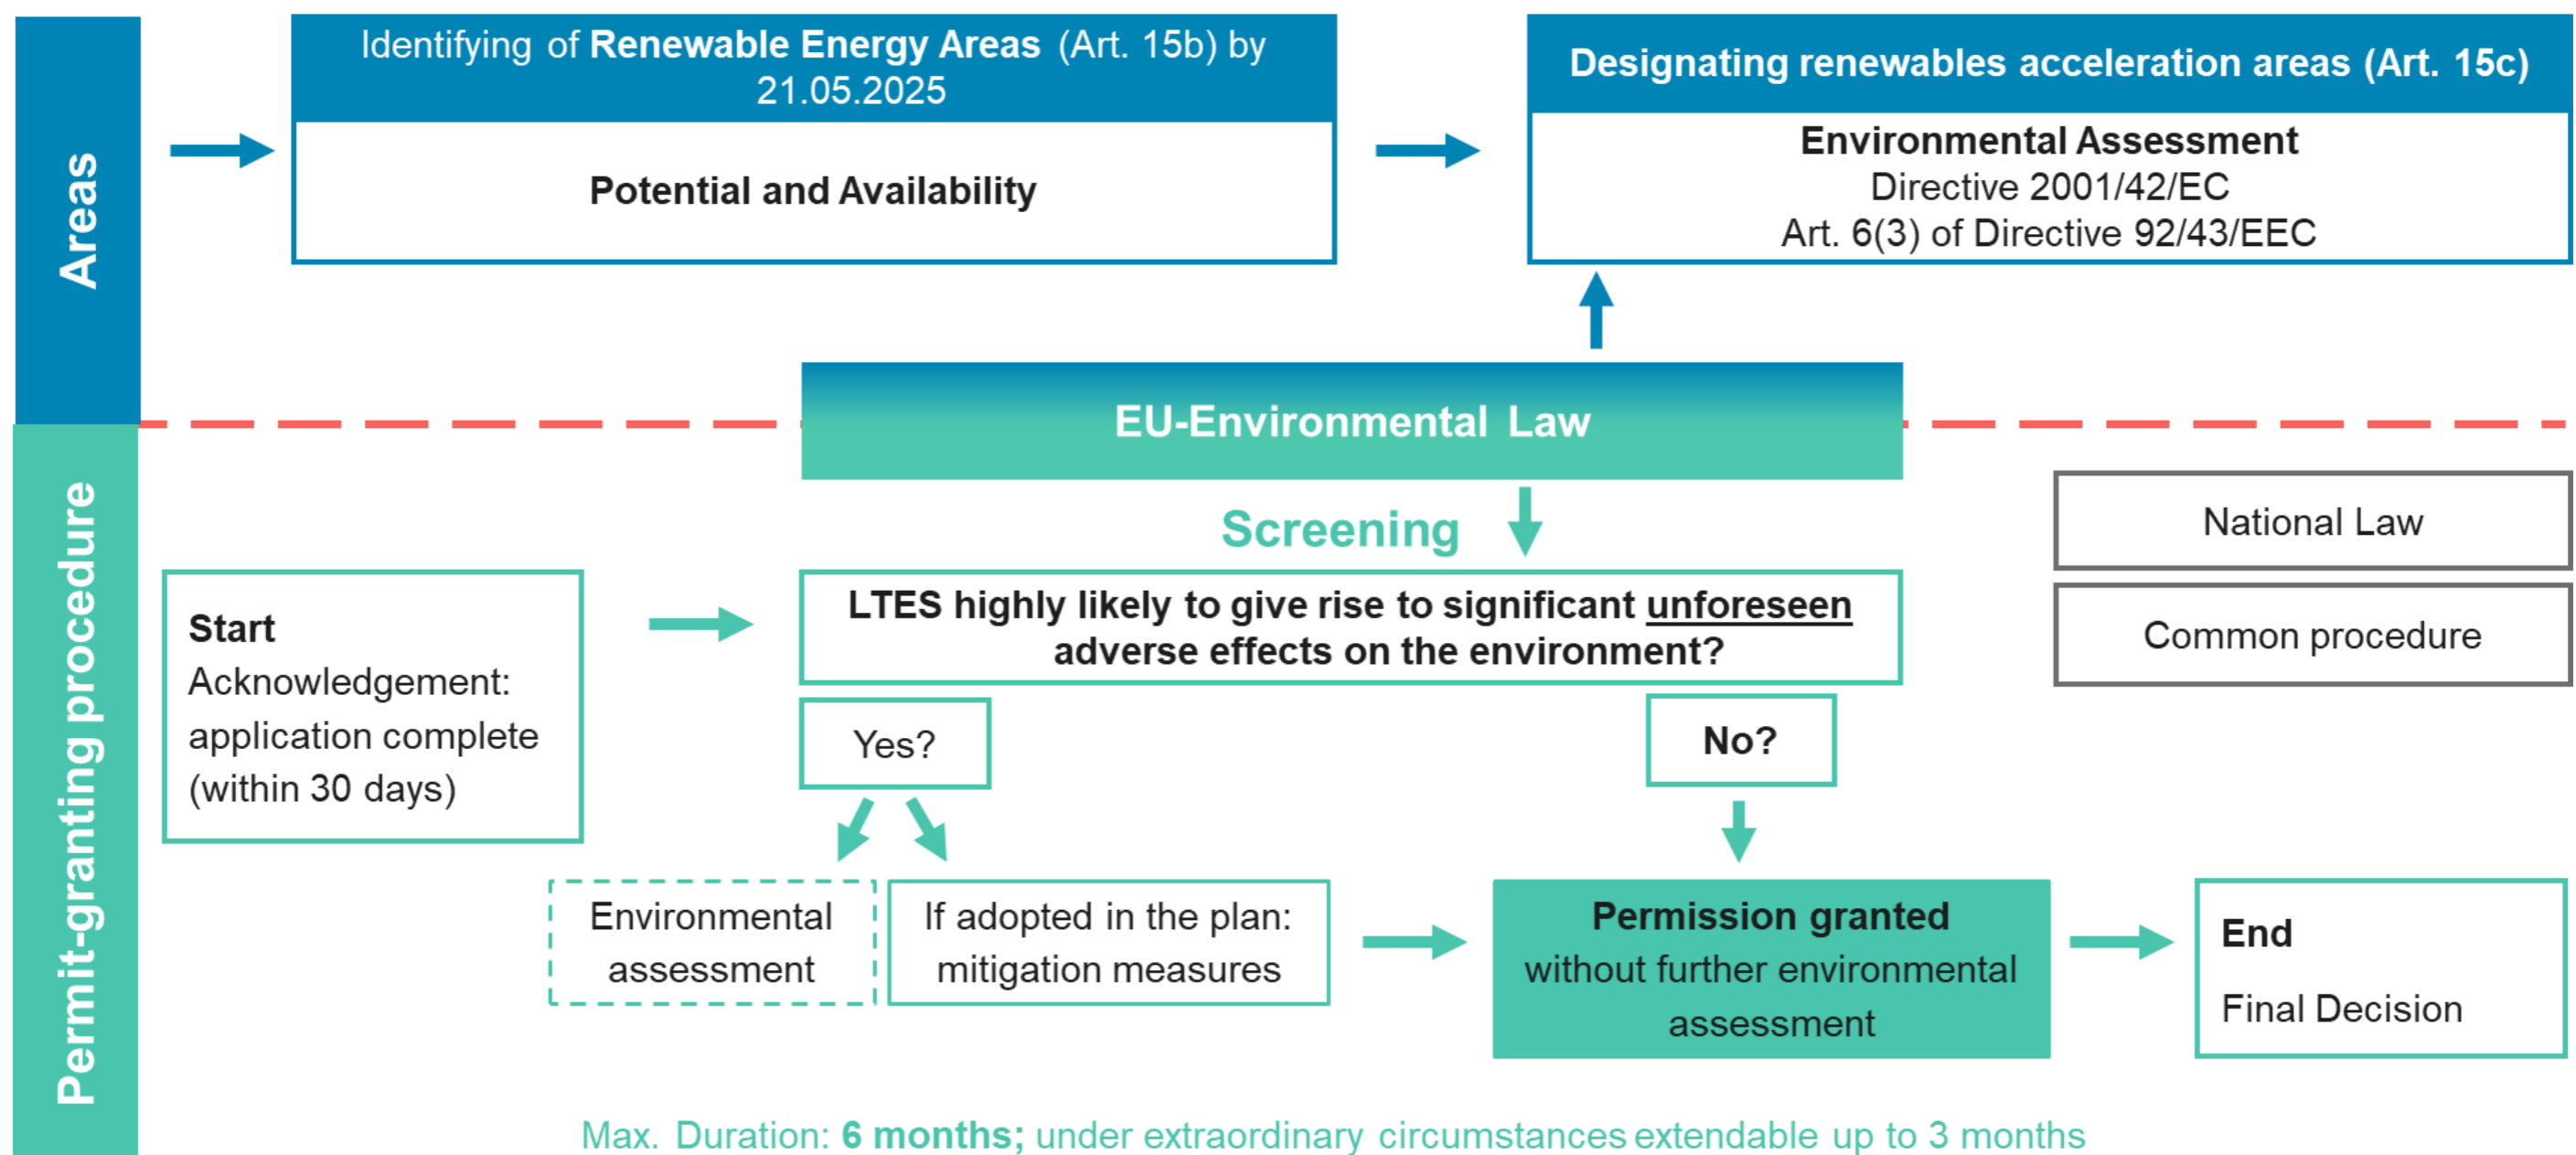 Areas
Identifying of Renewable Energy Areas (Art. 15b) by
21.05.2025
Potential and Availability
Designating renewables acceleration areas (Art. 15c)
Environmental Assessment
Directive 2001/42/EC
Art. 6(3) of Directive 92/43/EEC
EU-Environmental Law
Permit-granting procedure
Screening
National Law
Common procedure
Start
Acknowledgement:
application complete
(within 30 days)
LTES highly likely to give rise to significant unforeseen
adverse effects on the environment?
Yes?
No?
Environmental
assessment
If adopted in the plan:
mitigation measures
Permission granted
without further environmental
assessment
End
Final Decision
Max. Duration: 6 months; under extraordinary circumstances extendable up to 3 months